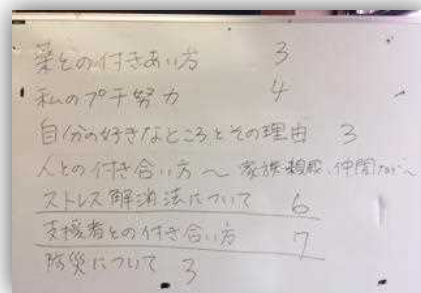 薬との付きあい方 3
私のプチ努力 4
自分の好きなところとその理由 3
人との付き合い方～家族・親戚、仲間など～
ストレス解消法について 6
支援者との付き合い方 7
防災について 3